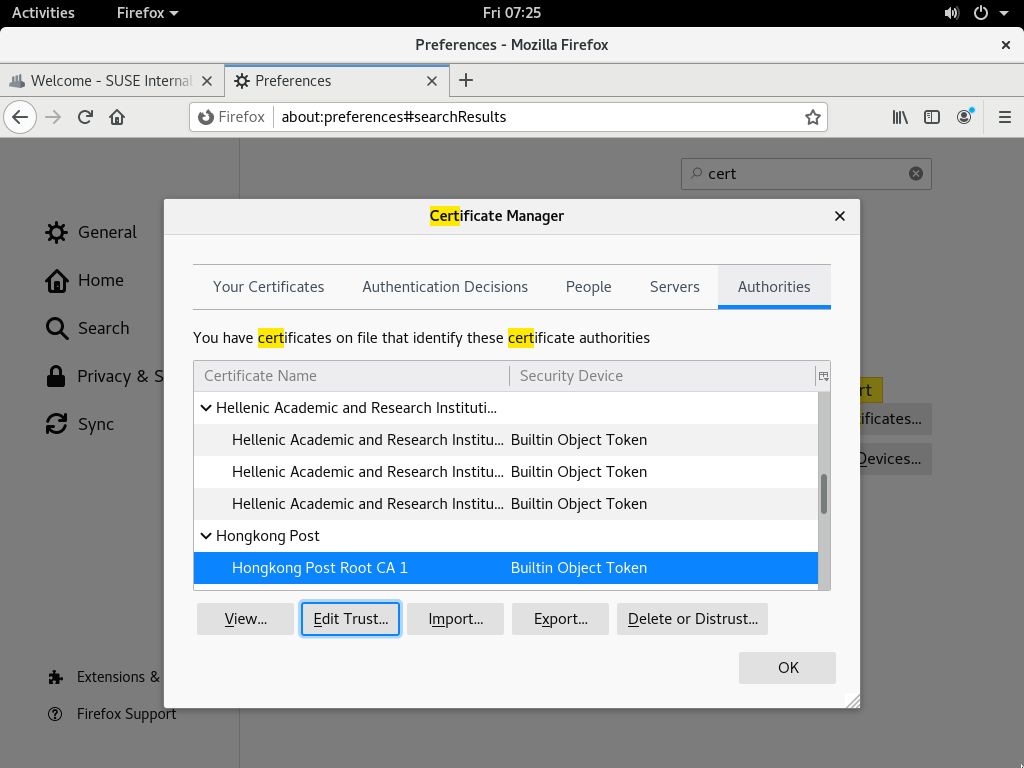 Activities Firefox Fri 07:25
Preferences - Mozilla Firefox
Welcome - SUSE Internal Preferences
Firefox about:preferences#searchResults
cert
Certificate Manager
General
Home
Search
Privacy & S
Sync
Your Certificates Authentication Decisions People Servers Authorities
You have certificates on file that identify these certificate authorities
Certificate Name Security Device
rt
Hellenic Academic and Research Instituti...
ificates...
Hellenic Academic and Research Institu... Builtin Object Token
Devices...
Hellenic Academic and Research Institu... Builtin Object Token
Hellenic Academic and Research Institu... Builtin Object Token
Hongkong Post
Hongkong Post Root CA 1 Builtin Object Token
View... Edit Trust... Import... Export... Delete or Distrust...
OK
Extensions &
Firefox Support